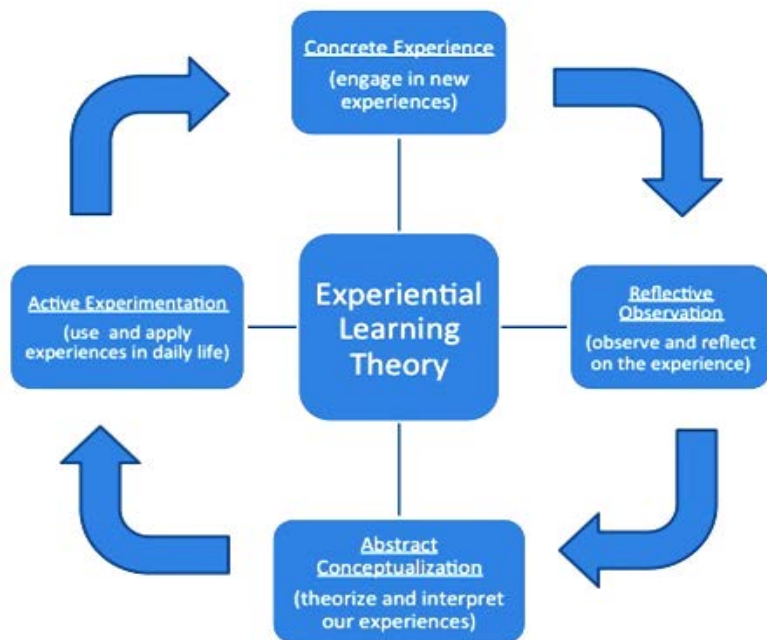 Concrete Experience
(engage in new
experiences)
Active Experimentation
(use and apply
experiences in daily life)
Experiential
Learning
Theory
Reflective
Observation
(observe and reflect
on the experience)
Abstract
Conceptualization
(theorize and interpret
our experiences)